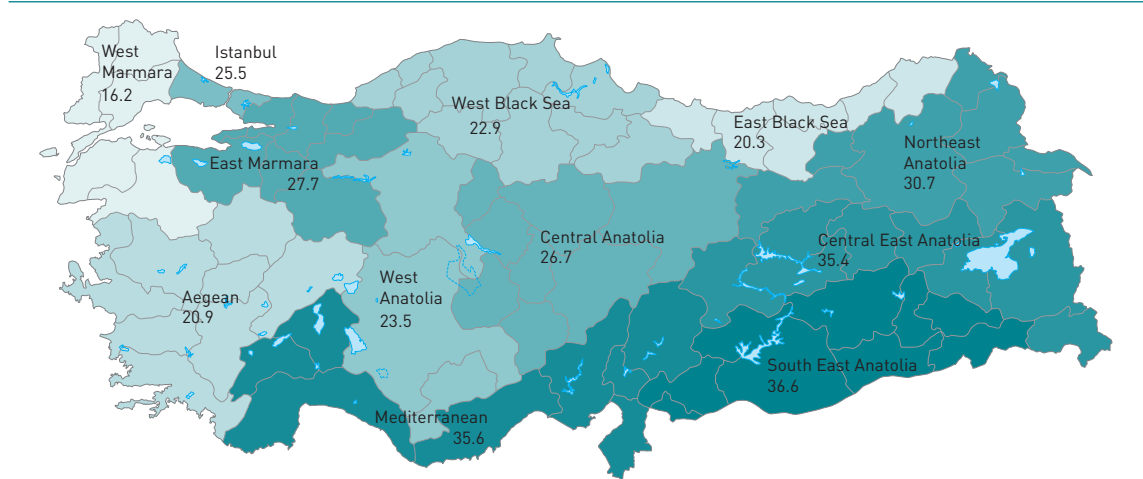 West
Marmara
16.2
Istanbul
25.5
West Black Sea
22.9
East Black Sea
20.3
Northeast
Anatolia
30.7
East Marmara
27.7
Central Anatolia
26.7
Central East Anatolia
35.4
West
Anatolia
23.5
Aegean
20.9
South East Anatolia
36.6
Mediterranean
35.6